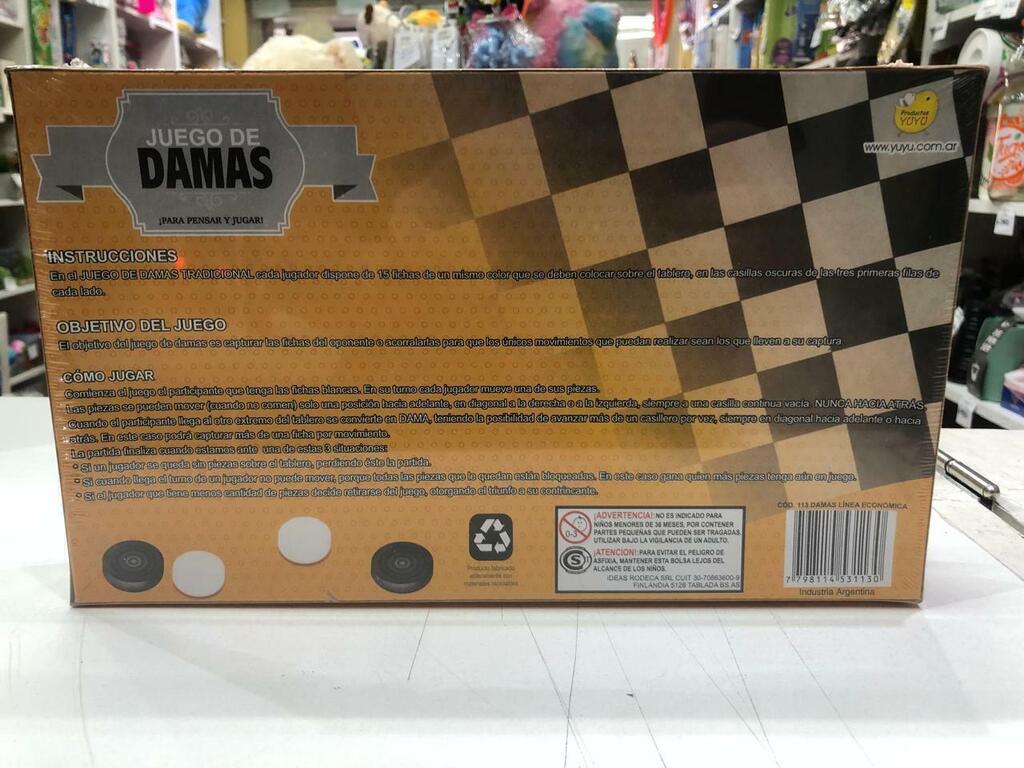 JUEGO DE
DAMAS
¡PARA PENSAR Y JUGAR!
Productos
YUYU
www.yuyu.com.ar
INSTRUCCIONES
En el JUEGO DE DAMAS TRADICIONAL cada jugador dispone de 15 fichas de un mismo color que se deben colocar sobre el tablero, en las casillas oscuras de las tres primeras filas de
cada lado.
OBJETIVO DEL JUEGO
El objetivo del juego de damas es capturar las fichas del oponente o acorralarlas para que los únicos movimientos que puedan realizar sean los que lleven a su captura.
CÓMO JUGAR
Comienza el juego el participante que tenga las fichas blancas. En su turno cada jugador mueve una de sus piezas.
Las piezas se pueden mover (cuando no comen) solo una posición hacia adelante, en diagonal a la derecha o a la izquierda, siempre a una casilla continua vacía. NUNCA HACIA ATRÁS.
Cuando el participante llega al otro extremo del tablero se convierte en DAMA, teniendo la posibilidad de avanzar más de un casillero por vez, siempre en diagonal hacia adelante o hacia
atrás. En este caso podrá capturar más de una ficha por movimiento.
La partida finaliza cuando estamos ante una de estas 3 situaciones:
* Si un jugador se queda sin piezas sobre el tablero, perdiendo éste la partida.
* Si cuando llega el turno de un jugador no puede mover, porque todas las piezas que le quedan están bloqueadas. En este caso gana quien más piezas tenga aún en juego.
* Si el jugador que tiene menos cantidad de piezas decide retirarse del juego, otorgando el triunfo a su contrincante.
Producto fabricado
materiales reciclables
0-3
S
¡ADVERTENCIA!: NO ES INDICADO PARA
NIÑOS MENORES DE 36 MESES, POR CONTENER
PARTES PEQUEÑAS QUE PUEDEN SER TRAGADAS.
UTILIZAR BAJO LA VIGILANCIA DE UN ADULTO.
¡ATENCION!: PARA EVITAR EL PELIGRO DE
ASFIXIA, MANTENER ESTA BOLSA LEJOS DEL
ALCANCE DE LOS NIÑOS.
IDEAS RODECA SRL CUIT 30-70863600-9
FINLANDIA 5128 TABLADA BS.AS
CÓD. 113 DAMAS LÍNEA ECONÓMICA
7 798114 531130
Industria Argentina